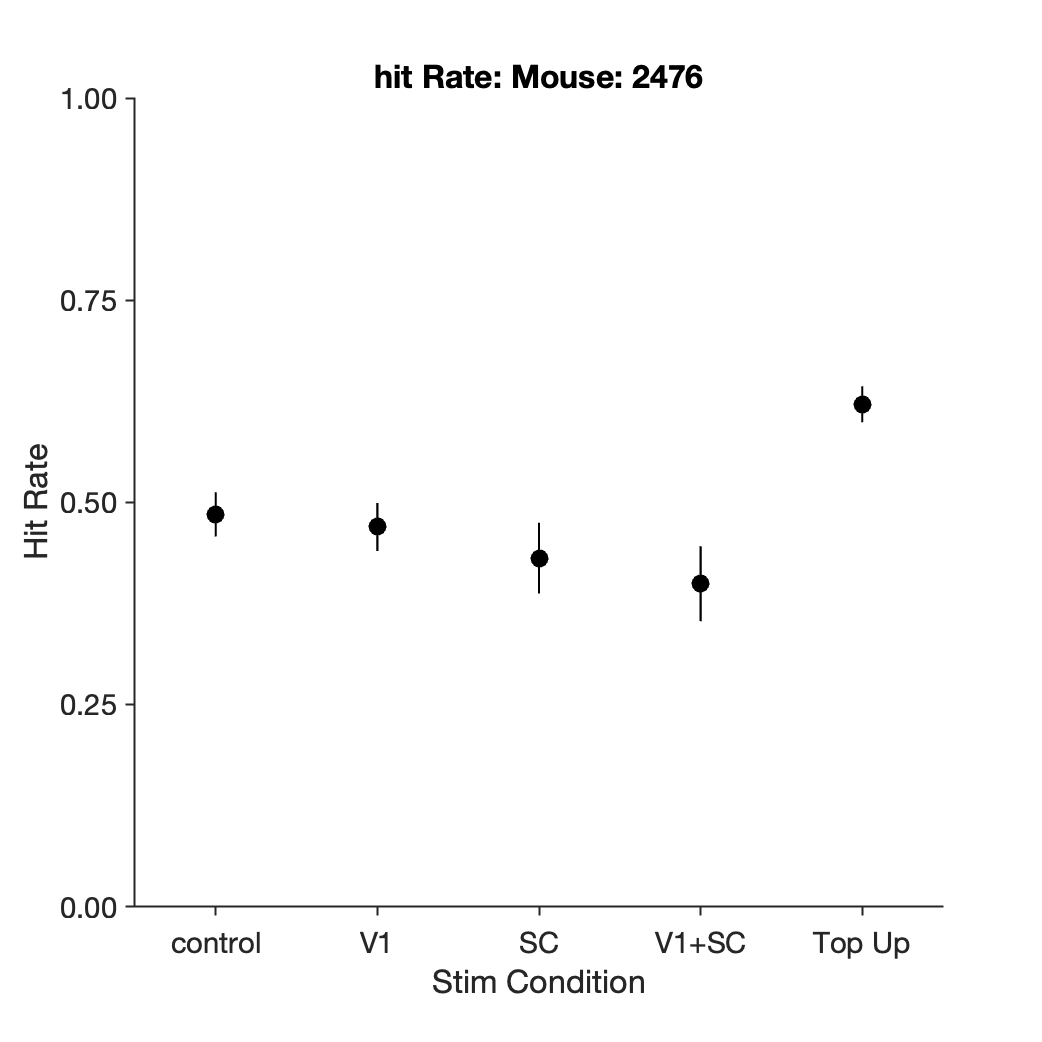 hit Rate: Mouse: 2476
1.00
0.75
0.50
0.25
0.00
Hit Rate
control V1 SC V1+SC Top Up
Stim Condition